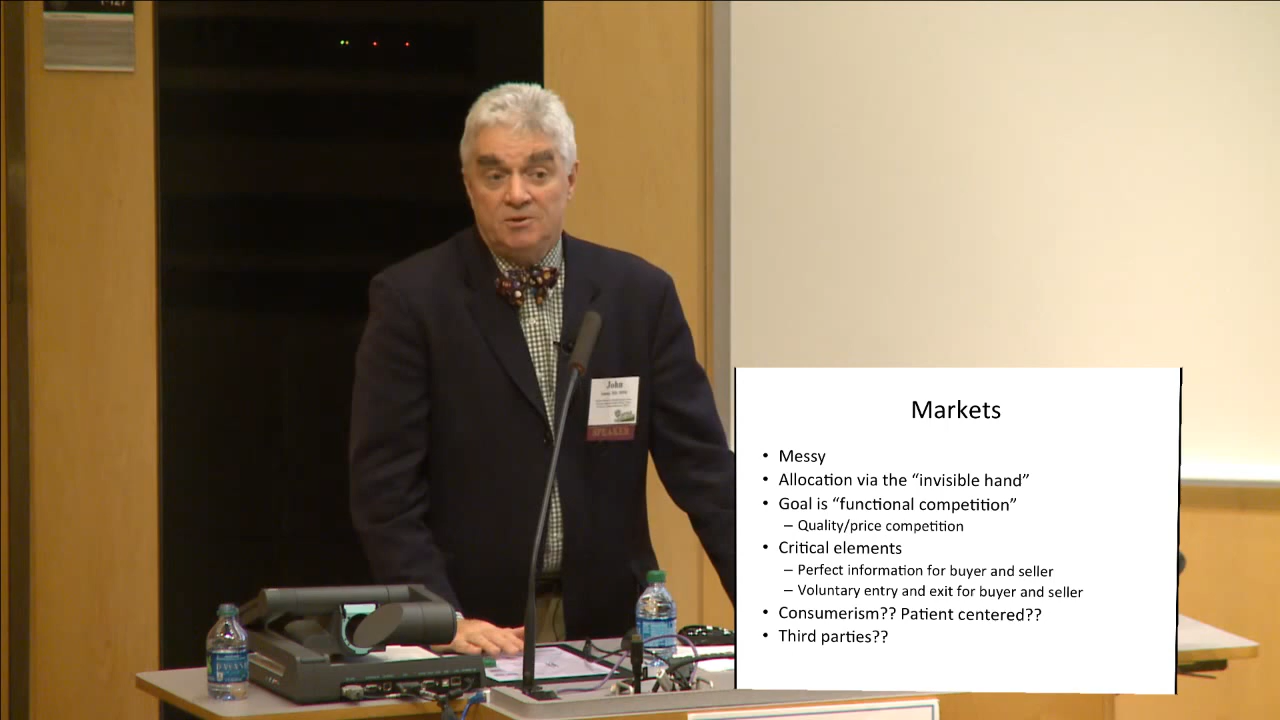 John
SPEAKER
DASANI
Markets
• Messy
• Allocation via the “invisible hand”
• Goal is “functional competition”
– Quality/price competition
• Critical elements
– Perfect information for buyer and seller
– Voluntary entry and exit for buyer and seller
• Consumerism?? Patient centered??
• Third parties??